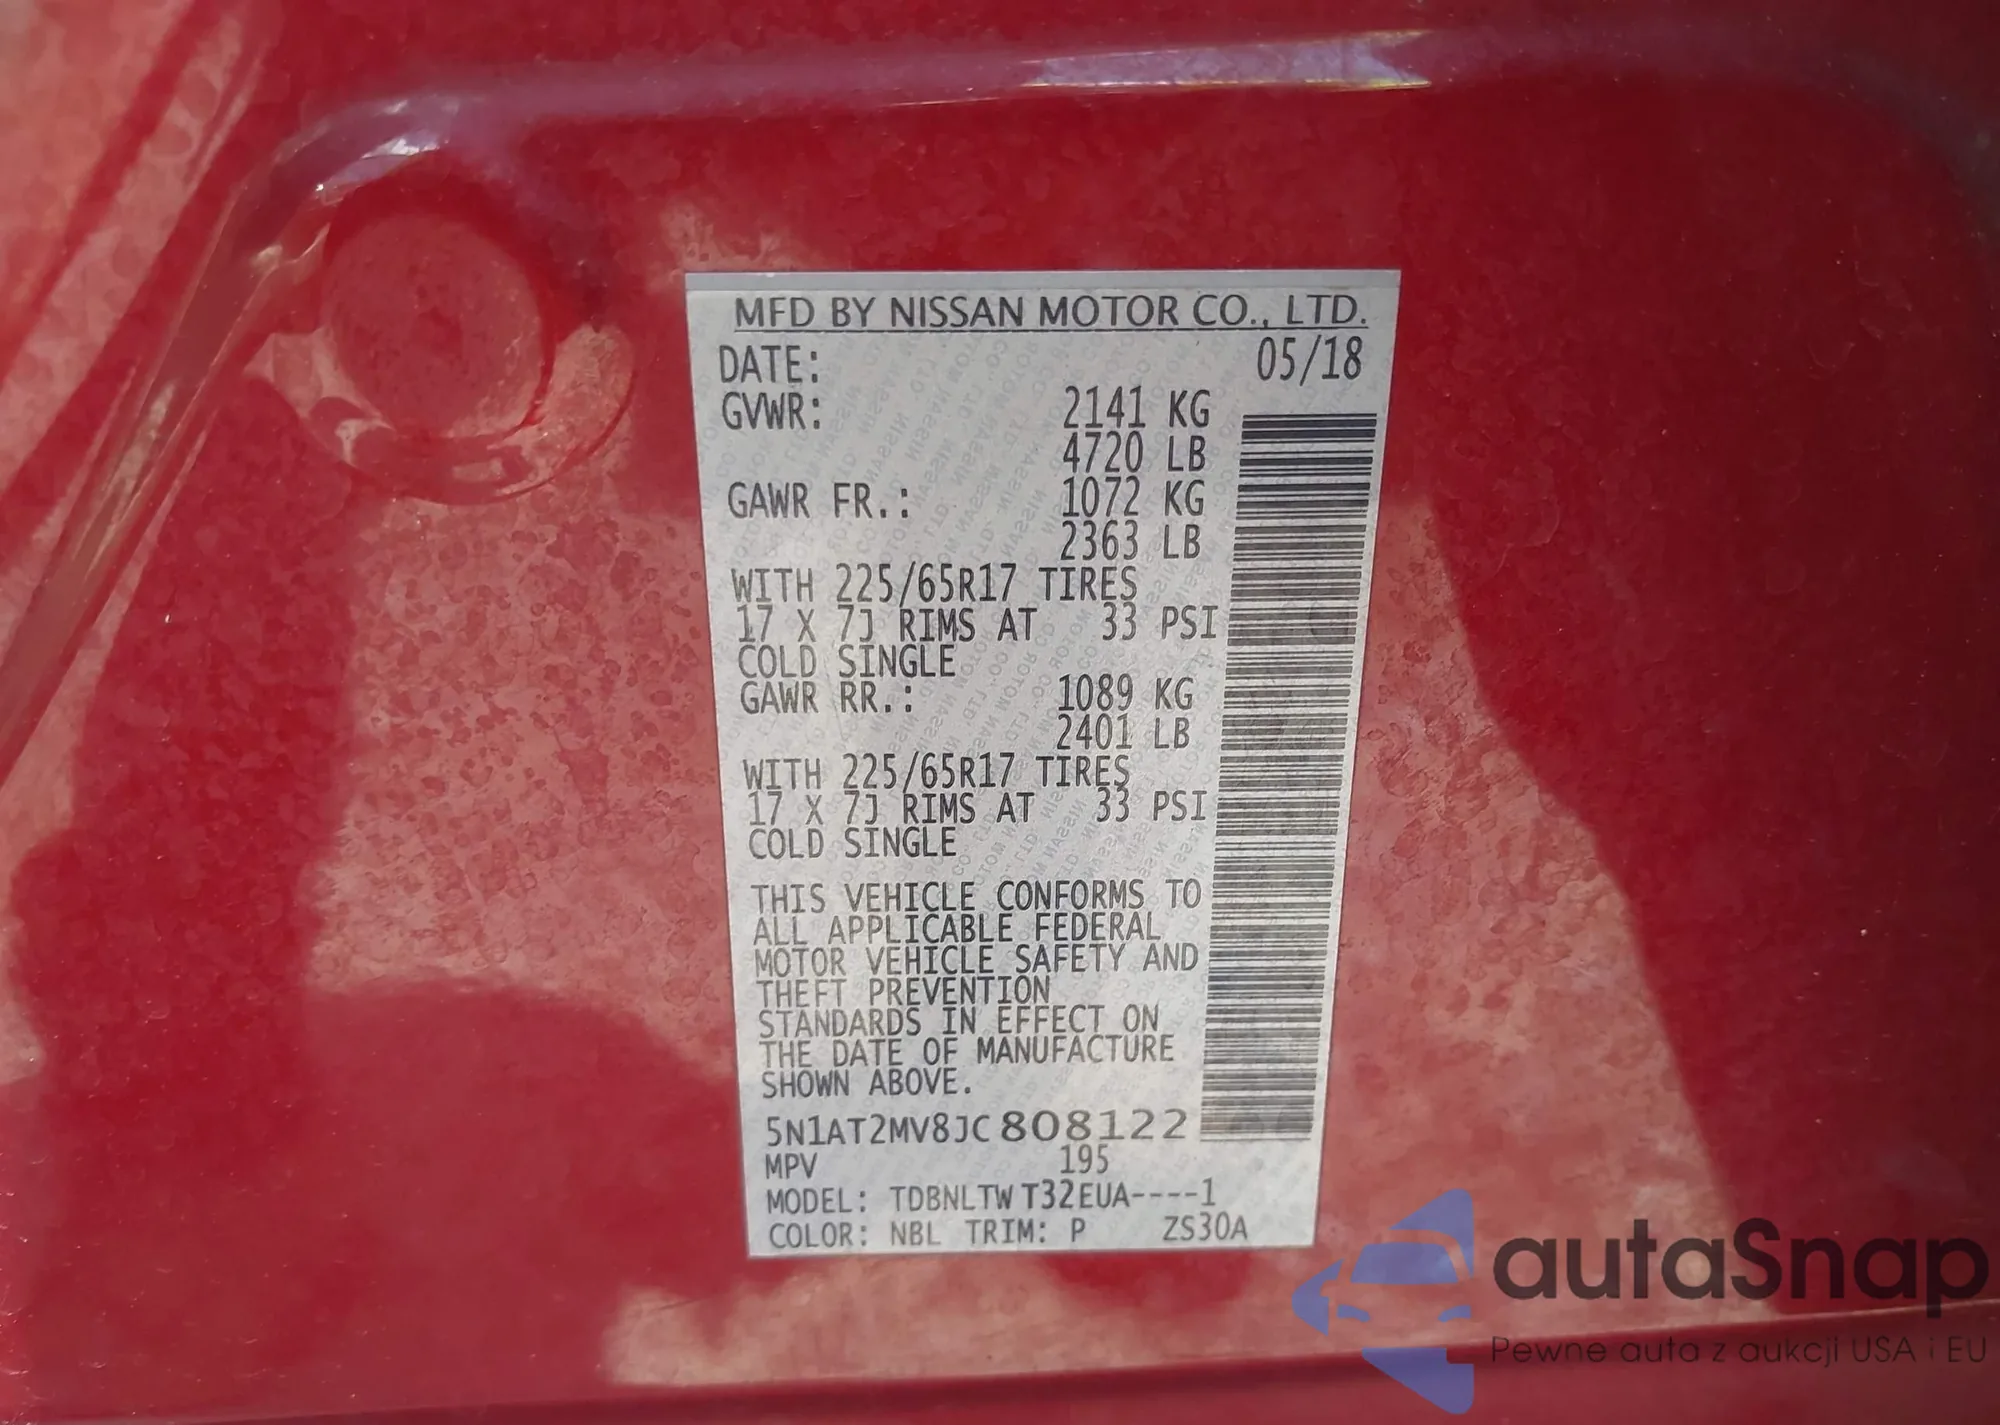 MFD BY NISSAN MOTOR CO., LTD.
DATE: 05/18
GVWR: 2141 KG
4720 LB
GAWR FR.: 1072 KG
2363 LB
WITH 225/65R17 TIRES
17 X 7J RIMS AT 33 PSI
COLD SINGLE
GAWR RR.: 1089 KG
2401 LB
WITH 225/65R17 TIRES
17 X 7J RIMS AT 33 PSI
COLD SINGLE
THIS VEHICLE CONFORMS TO
ALL APPLICABLE FEDERAL
MOTOR VEHICLE SAFETY AND
THEFT PREVENTION
STANDARDS IN EFFECT ON
THE DATE OF MANUFACTURE
SHOWN ABOVE.
5N1AT2MV8JC808122
MPV 195
MODEL: TDBNLTW T32EUA----1
COLOR: NBL TRIM: P ZS30A
autaSnap
Pewne auta z aukcji USA i EU